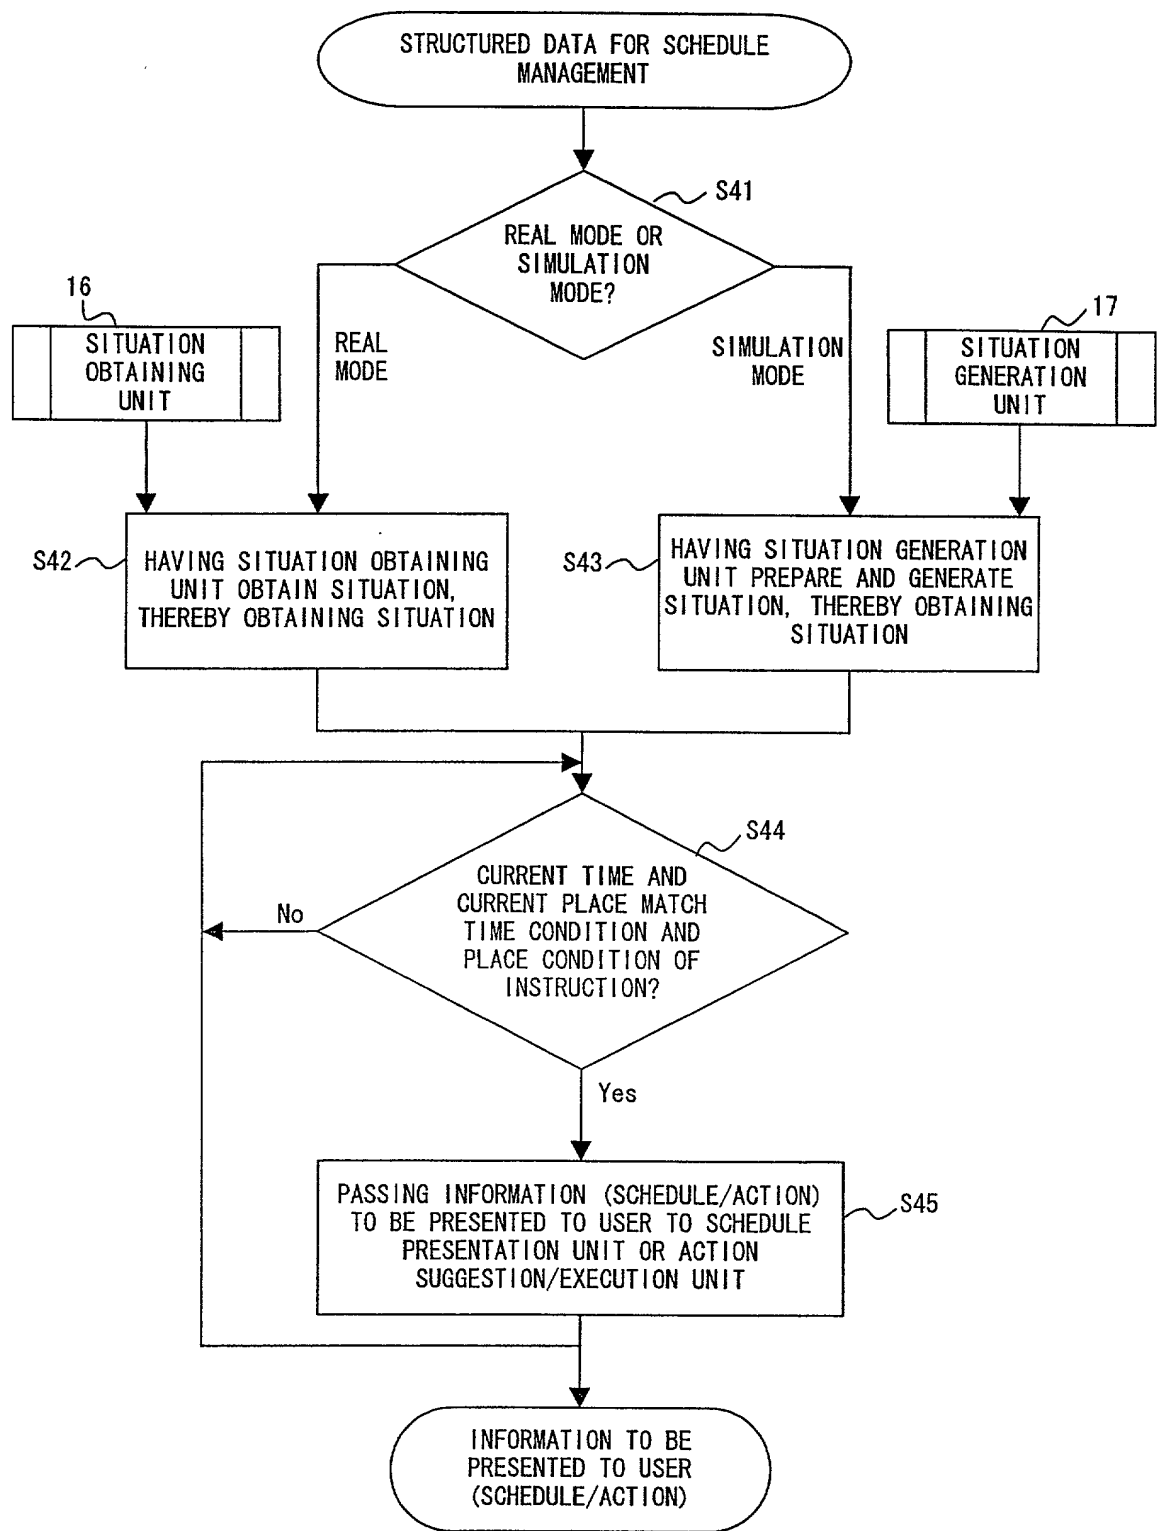 STRUCTURED DATA FOR SCHEDULE
MANAGEMENT
S41
REAL MODE OR
SIMULATION
MODE?
16
SITUATION
OBTAINING
UNIT
REAL
MODE
SIMULATION
MODE
17
SITUATION
GENERATION
UNIT
S42
HAVING SITUATION OBTAINING
UNIT OBTAIN SITUATION,
THEREBY OBTAINING SITUATION
S43
HAVING SITUATION GENERATION
UNIT PREPARE AND GENERATE
SITUATION, THEREBY OBTAINING
SITUATION
S44
CURRENT TIME AND
CURRENT PLACE MATCH
TIME CONDITION AND
PLACE CONDITION OF
INSTRUCTION?
No
Yes
PASSING INFORMATION (SCHEDULE/ACTION)
TO BE PRESENTED TO USER TO SCHEDULE
PRESENTATION UNIT OR ACTION
SUGGESTION/EXECUTION UNIT
S45
INFORMATION TO BE
PRESENTED TO USER
(SCHEDULE/ACTION)